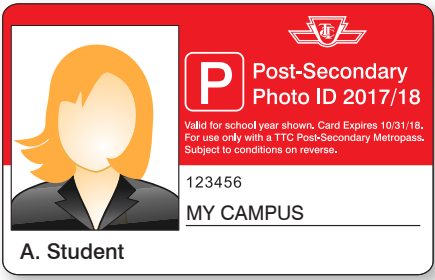 TTC
P
Post-Secondary
Photo ID 2017/18
Valid for school year shown. Card Expires 10/31/18.
For use only with a TTC Post-Secondary Metropass.
Subject to conditions on reverse.
123456
MY CAMPUS
A. Student